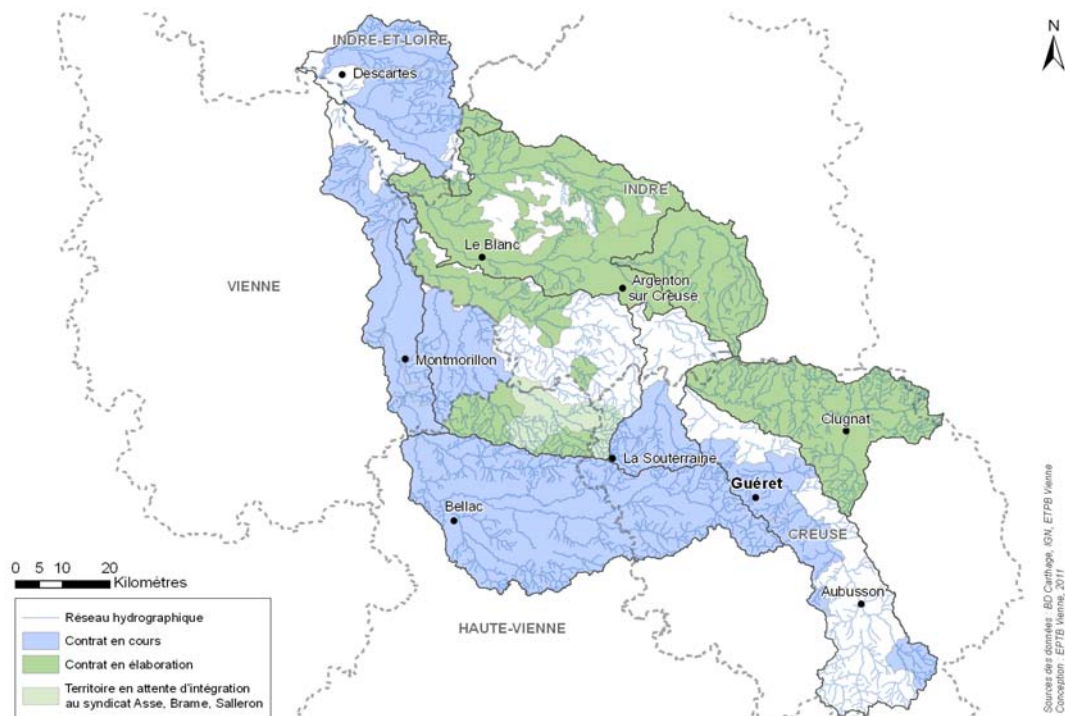 N
INDRE-ET-LOIRE
Descartes
INDRE
Le Blanc
VIENNE
Argenton
sur Creuse
Montmorillon
Clugnat
La Souterraine
Guéret
Bellac
CREUSE
Aubusson
HAUTE-VIENNE
0 5 10 20
Kilomètres
Réseau hydrographique
Contrat en cours
Contrat en élaboration
Territoire en attente d'intégration
au syndicat Asse, Brame, Salleron
Sources des données : BD Carthage, IGN, ETPB Vienne
Conception : EPTB Vienne, 2011